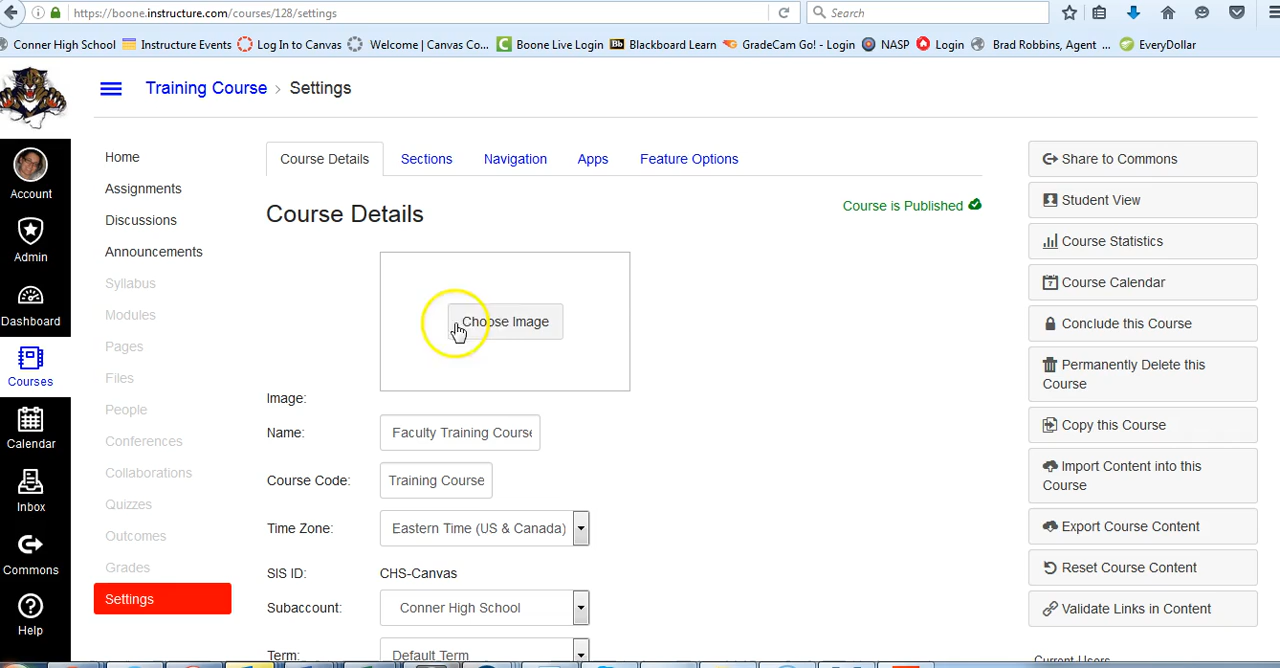 https://boone.instructure.com/courses/128/settings
Search
Conner High School
Instructure Events
Log In to Canvas
Welcome | Canvas Co...
Boone Live Login
Bb Blackboard Learn
GradeCam Go! - Login
NASP
Login
Brad Robbins, Agent ...
EveryDollar
Training Course > Settings
Account
Admin
Dashboard
Courses
Calendar
Inbox
Commons
Help
Home
Assignments
Discussions
Announcements
Syllabus
Modules
Pages
Files
People
Conferences
Collaborations
Quizzes
Outcomes
Grades
Settings
Course Details
Sections
Navigation
Apps
Feature Options
Course Details
Course is Published
Choose Image
Image:
Name: Faculty Training Course
Course Code: Training Course
Time Zone: Eastern Time (US & Canada)
SIS ID: CHS-Canvas
Subaccount: Conner High School
Term: Default Term
Share to Commons
Student View
Course Statistics
Course Calendar
Conclude this Course
Permanently Delete this
Course
Copy this Course
Import Content into this
Course
Export Course Content
Reset Course Content
Validate Links in Content
Current Users